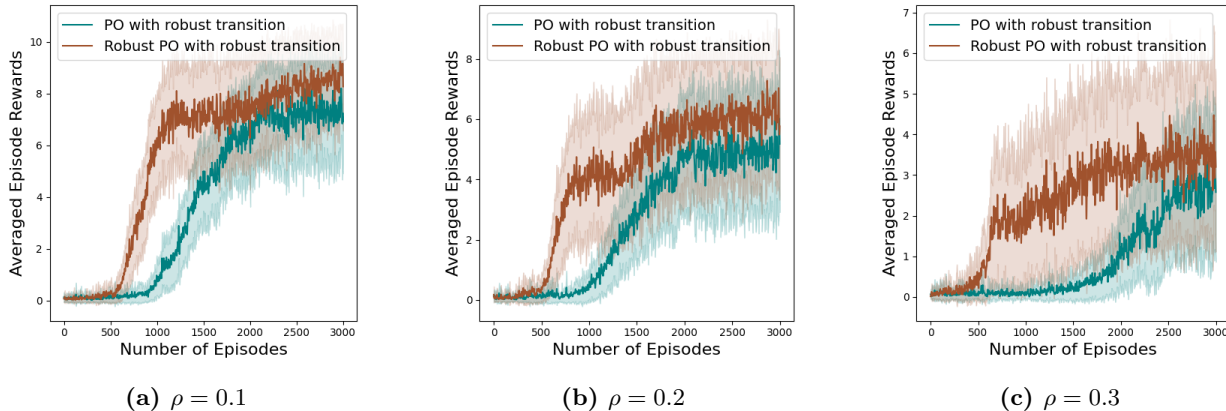 PO with robust transition
Robust PO with robust transition
Averaged Episode Rewards
10
8
6
4
2
0
0 500 1000 1500 2000 2500 3000
Number of Episodes
(a) ρ = 0.1
PO with robust transition
Robust PO with robust transition
Averaged Episode Rewards
8
6
4
2
0
0 500 1000 1500 2000 2500 3000
Number of Episodes
(b) ρ = 0.2
PO with robust transition
Robust PO with robust transition
Averaged Episode Rewards
7
6
5
4
3
2
1
0
0 500 1000 1500 2000 2500 3000
Number of Episodes
(c) ρ = 0.3